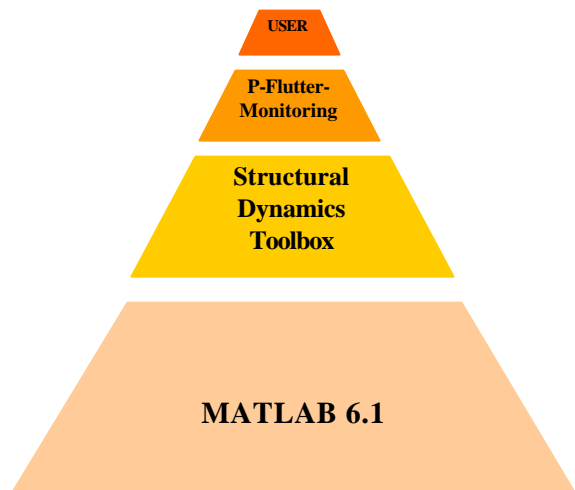 USER
P-Flutter-
Monitoring
Structural
Dynamics
Toolbox
MATLAB 6.1